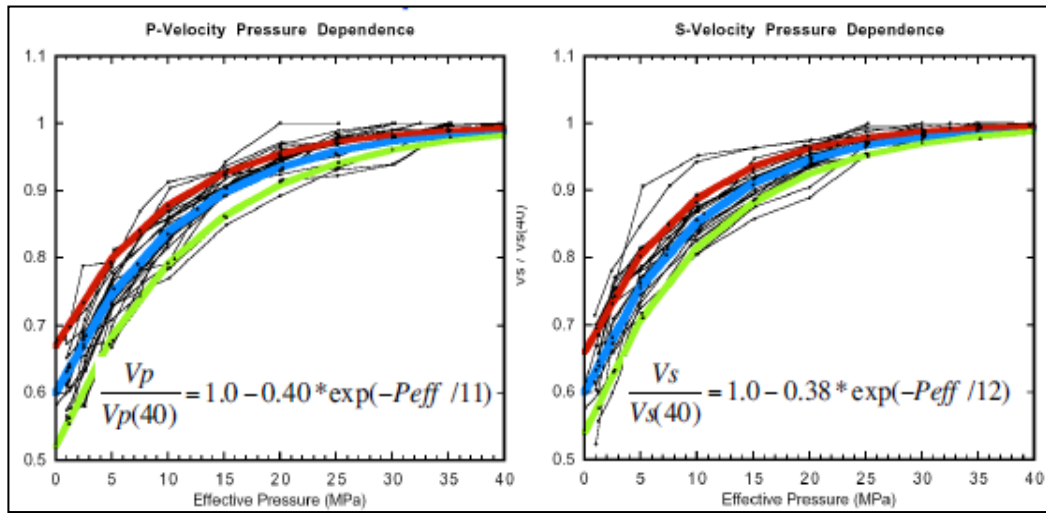 P-Velocity Pressure Dependence
1.1
1
0.9
0.8
0.7
0.6
0.5
0 5 10 15 20 25 30 35 40
Effective Pressure (MPa)
Vp / Vp(40) = 1.0 − 0.40 * exp(−Peff / 11)
S-Velocity Pressure Dependence
Vs / Vs(40)
1.1
1
0.9
0.8
0.7
0.6
0.5
0 5 10 15 20 25 30 35 40
Effective Pressure (MPa)
Vs / Vs(40) = 1.0 − 0.38 * exp(−Peff / 12)